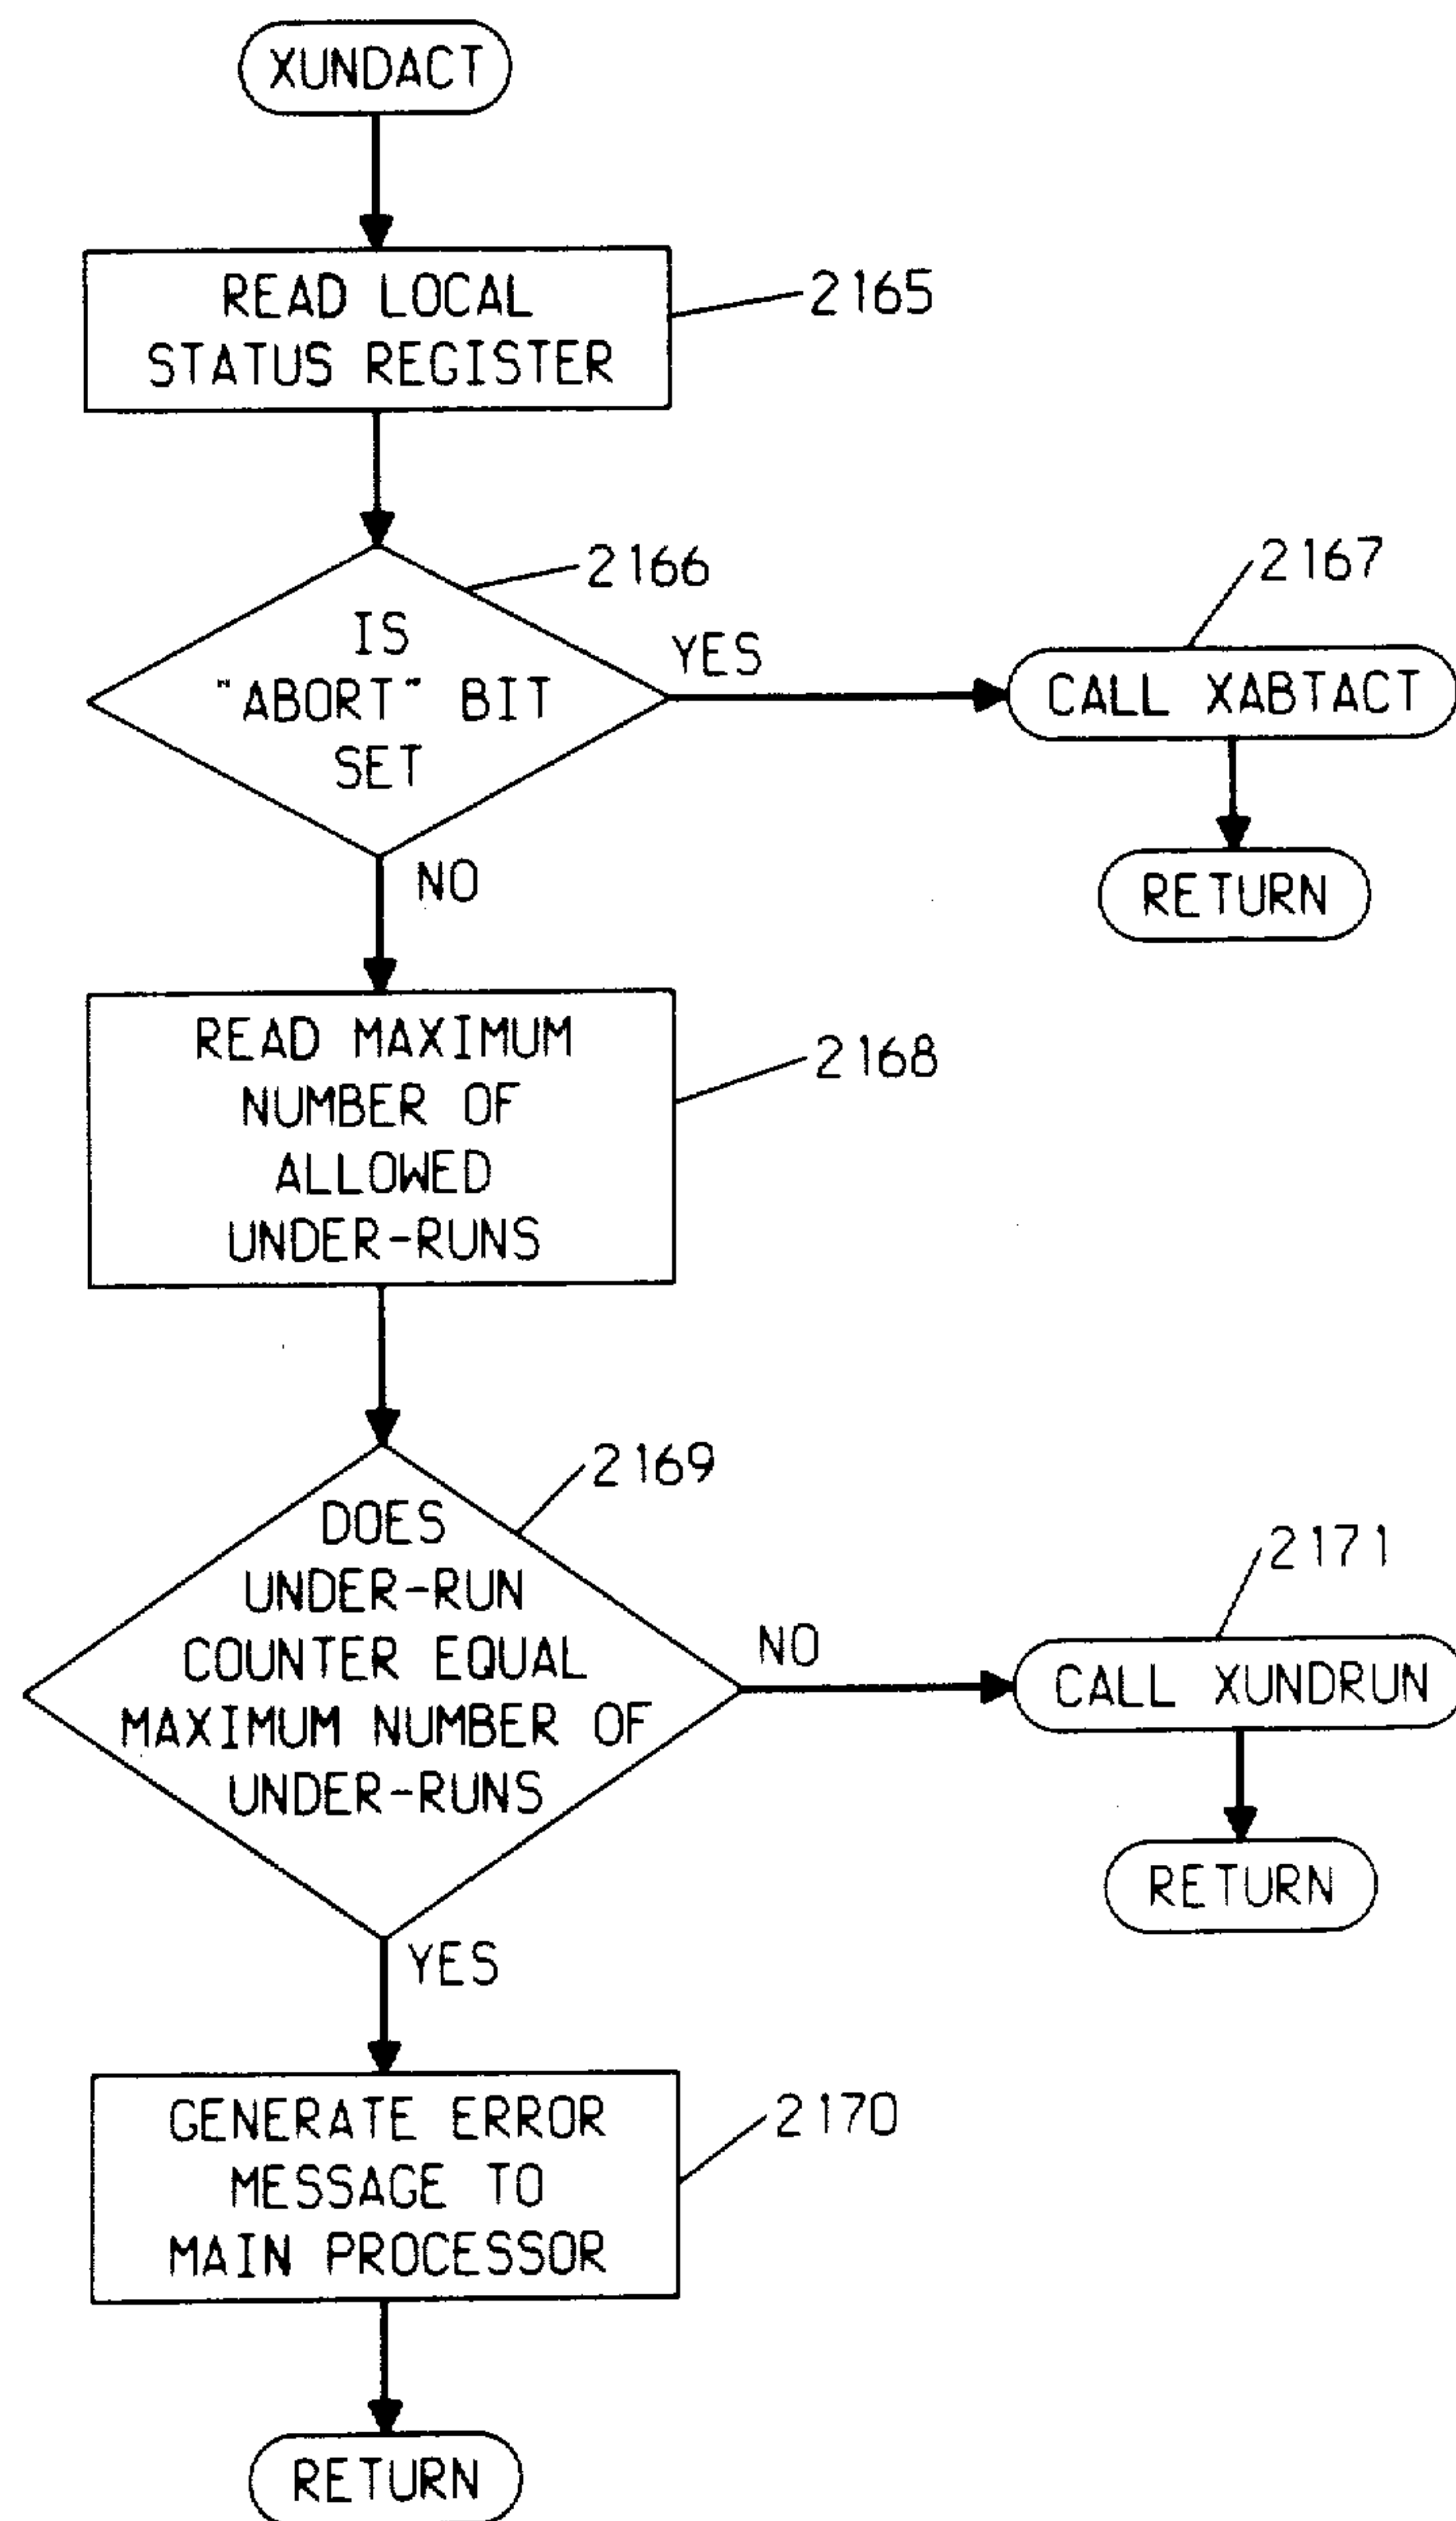 XUNDACT
READ LOCAL
STATUS REGISTER
2165
2166
IS
"ABORT" BIT
SET
YES
2167
CALL XABTACT
RETURN
NO
READ MAXIMUM
NUMBER OF
ALLOWED
UNDER-RUNS
2168
2169
DOES
UNDER-RUN
COUNTER EQUAL
MAXIMUM NUMBER OF
UNDER-RUNS
NO
2171
CALL XUNDRUN
RETURN
YES
GENERATE ERROR
MESSAGE TO
MAIN PROCESSOR
2170
RETURN